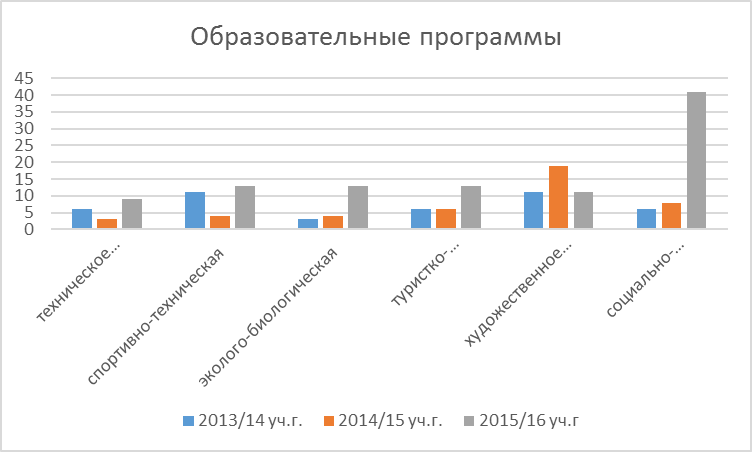 Образовательные программы
45
40
35
30
25
20
15
10
5
0
техническое...
спортивно-техническая
эколого-биологическая
туристко-...
художественное...
социально-...
2013/14 уч.г. 2014/15 уч.г. 2015/16 уч.г